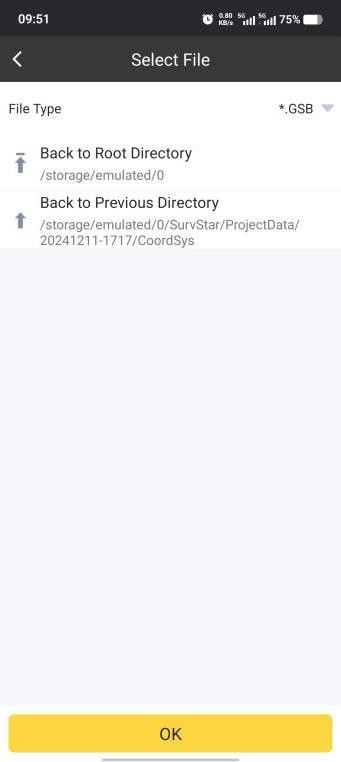 09:51 0.80 KB/s 5G 5G 75%
Select File
File Type *.GSB
Back to Root Directory
/storage/emulated/0
Back to Previous Directory
/storage/emulated/0/SurvStar/ProjectData/
20241211-1717/CoordSys
OK